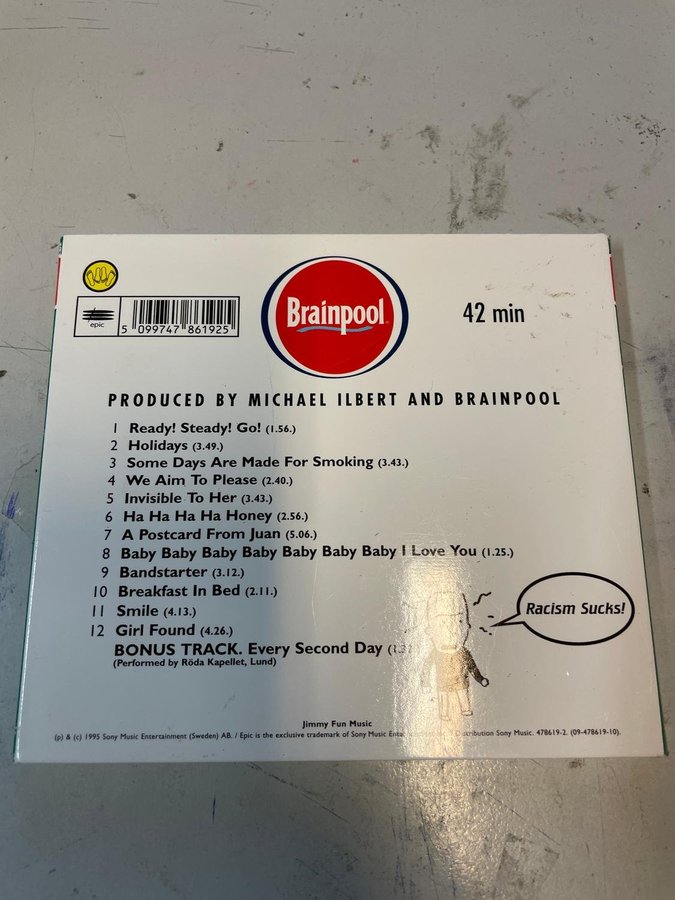 epic
5 099747 861925
Brainpool
42 min
PRODUCED BY MICHAEL ILBERT AND BRAINPOOL
1 Ready! Steady! Go! (1.56.)
2 Holidays (3.49.)
3 Some Days Are Made For Smoking (3.43.)
4 We Aim To Please (2.40.)
5 Invisible To Her (3.43.)
6 Ha Ha Ha Ha Honey (2.56.)
7 A Postcard From Juan (5.06.)
8 Baby Baby Baby Baby Baby Baby Baby I Love You (1.25.)
9 Bandstarter (3.12.)
10 Breakfast In Bed (2.11.)
11 Smile (4.13.)
12 Girl Found (4.26.)
BONUS TRACK. Every Second Day
(Performed by Röda Kapellet, Lund)
Racism Sucks!
Jimmy Fun Music
(p) & (c) 1995 Sony Music Entertainment (Sweden) AB. / Epic is the exclusive trademark of Sony Music Distribution Sony Music. 478619-2. (09-478619-10).